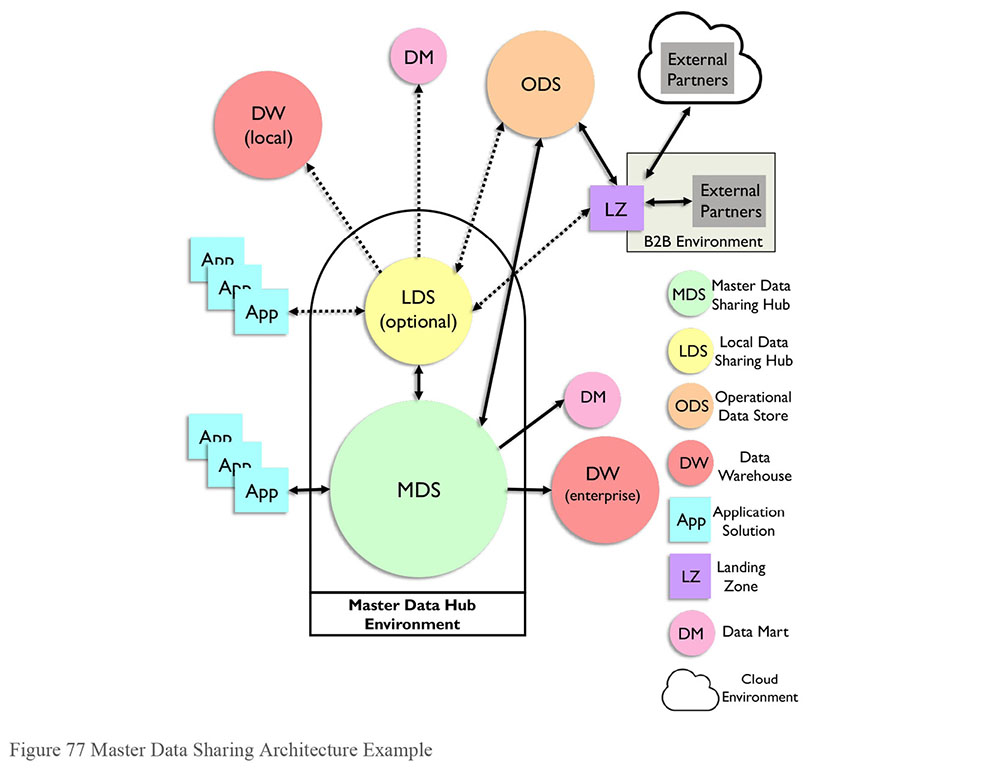 DM
ODS
External
Partners
DW
(local)
LZ
External
Partners
B2B Environment
App
App
App
LDS
(optional)
App
App
App
MDS
DM
DW
(enterprise)
Master Data Hub
Environment
MDS
Master Data
Sharing Hub
LDS
Local Data
Sharing Hub
ODS
Operational
Data Store
DW
Data
Warehouse
App
Application
Solution
LZ
Landing
Zone
DM
Data Mart
Cloud
Environment
Figure 77 Master Data Sharing Architecture Example